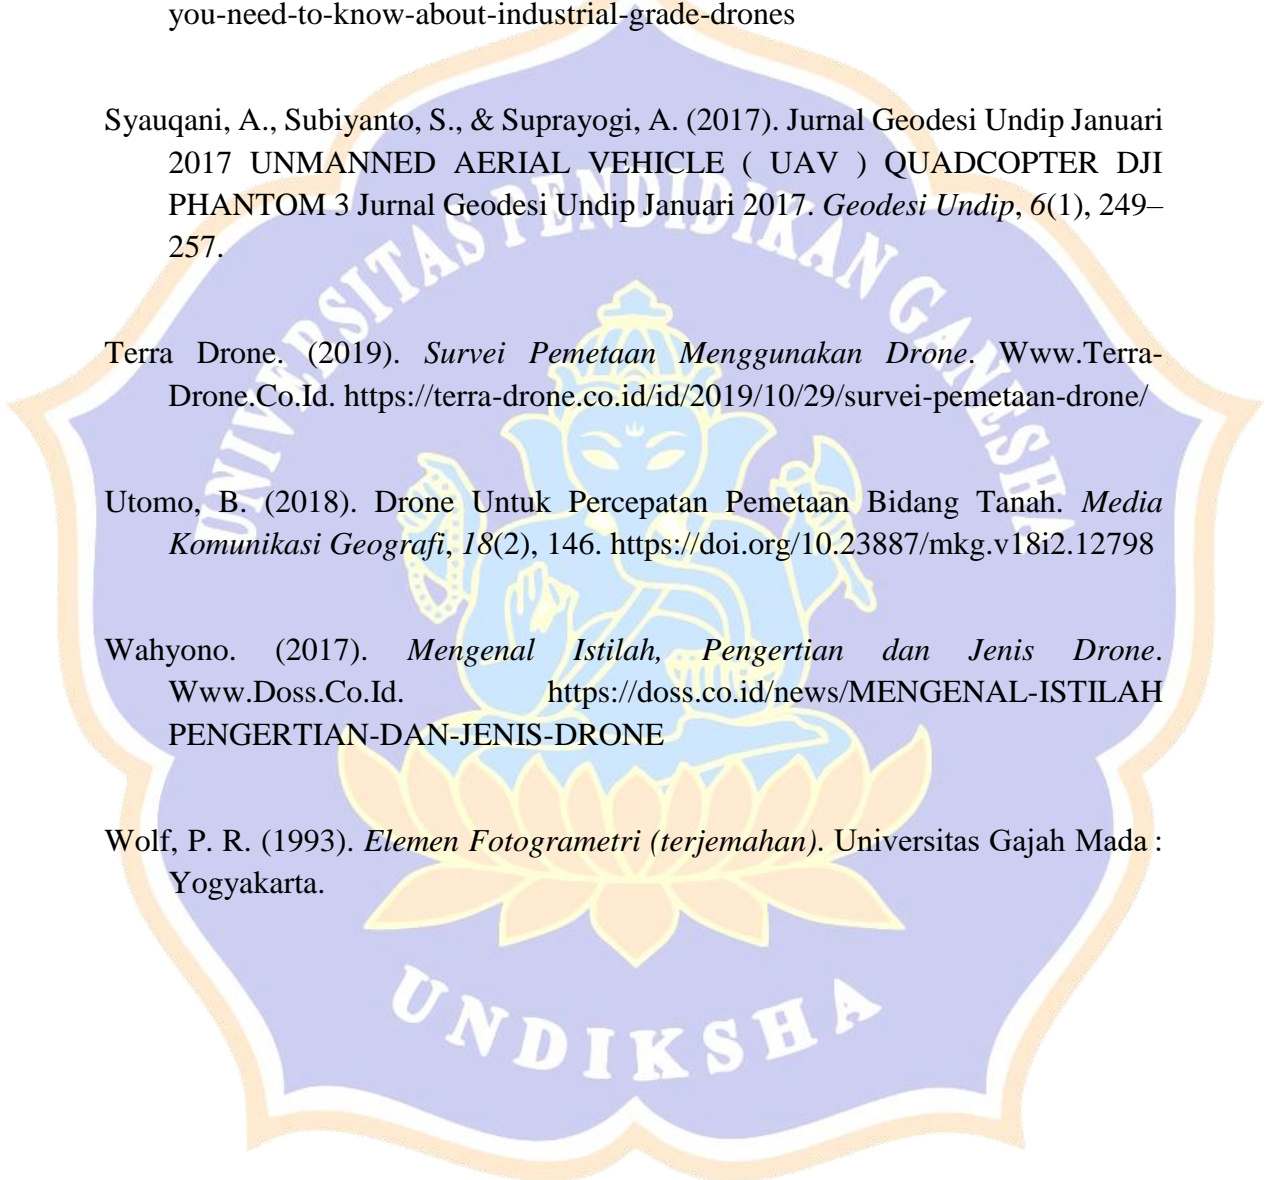 you-need-to-know-about-industrial-grade-drones
Syauqani, A., Subiyanto, S., & Suprayogi, A. (2017). Jurnal Geodesi Undip Januari
2017 UNMANNED AERIAL VEHICLE ( UAV ) QUADCOPTER DJI
PHANTOM 3 Jurnal Geodesi Undip Januari 2017. Geodesi Undip, 6(1), 249–
257.
Terra Drone. (2019). Survei Pemetaan Menggunakan Drone. Www.Terra-
Drone.Co.Id. https://terra-drone.co.id/id/2019/10/29/survei-pemetaan-drone/
Utomo, B. (2018). Drone Untuk Percepatan Pemetaan Bidang Tanah. Media
Komunikasi Geografi, 18(2), 146. https://doi.org/10.23887/mkg.v18i2.12798
Wahyono. (2017). Mengenal Istilah, Pengertian dan Jenis Drone.
Www.Doss.Co.Id. https://doss.co.id/news/MENGENAL-ISTILAH
PENGERTIAN-DAN-JENIS-DRONE
Wolf, P. R. (1993). Elemen Fotogrametri (terjemahan). Universitas Gajah Mada :
Yogyakarta.
UNIVERSITAS PENDIDIKAN GANESHA
UNDIKSHA